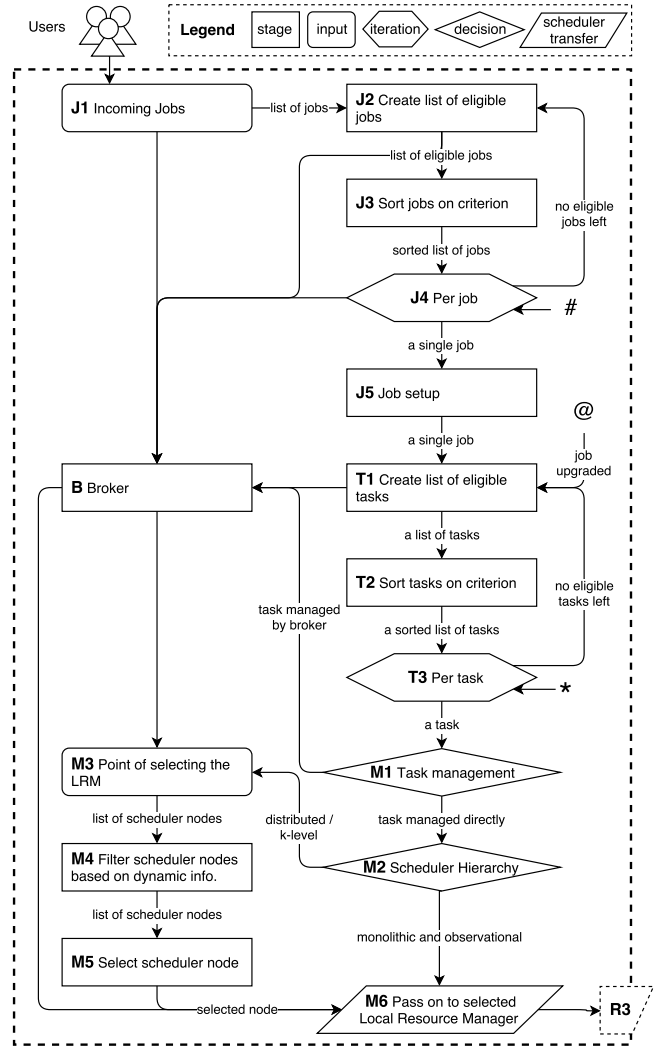 Users
Legend
stage
input
iteration
decision
scheduler
transfer
J1 Incoming Jobs
list of jobs
J2 Create list of eligible
jobs
list of eligible jobs
J3 Sort jobs on criterion
no eligible
jobs left
sorted list of jobs
J4 Per job
#
a single job
J5 Job setup
@
a single job
job
upgraded
B Broker
T1 Create list of eligible
tasks
a list of tasks
T2 Sort tasks on criterion
no eligible
tasks left
task managed
by broker
a sorted list of tasks
T3 Per task
*
a task
M3 Point of selecting the
LRM
M1 Task management
list of scheduler nodes
distributed /
k-level
task managed directly
M4 Filter scheduler nodes
based on dynamic info.
M2 Scheduler Hierarchy
list of scheduler nodes
monolithic and observational
M5 Select scheduler node
selected node
M6 Pass on to selected
Local Resource Manager
R3